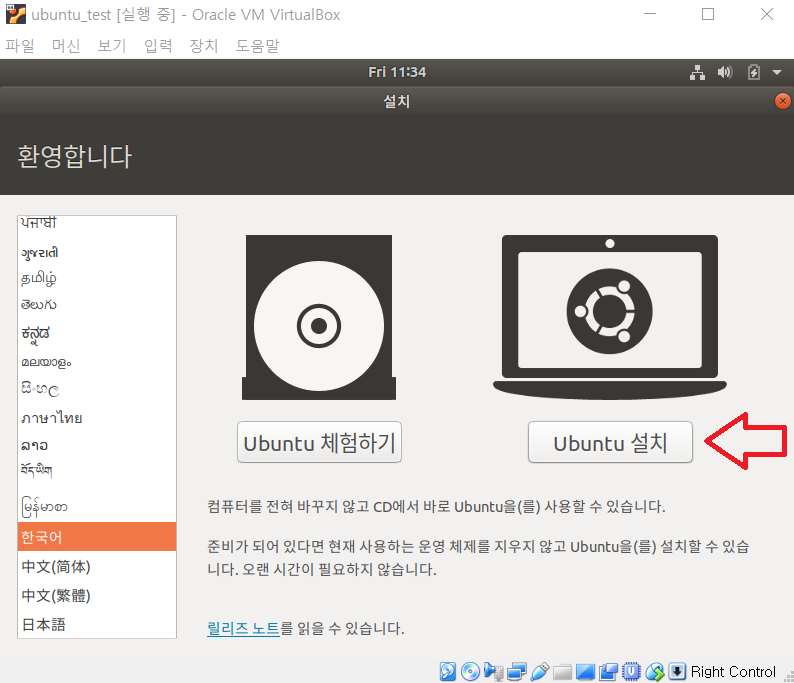 ubuntu_test [실행 중] - Oracle VM VirtualBox
파일 머신 보기 입력 장치 도움말
Fri 11:34
설치
환영합니다
ਪੰਜਾਬੀ
ગુજરાતી
தமிழ்
తెలుగు
ಕನ್ನಡ
മലയാളം
සිංහල
ภาษาไทย
ລາວ
བོད་ཡིག
မြန်မာစာ
한국어
中文(简体)
中文(繁體)
日本語
Ubuntu 체험하기
Ubuntu 설치
컴퓨터를 전혀 바꾸지 않고 CD에서 바로 Ubuntu을(를) 사용할 수 있습니다.
준비가 되어 있다면 현재 사용하는 운영 체제를 지우지 않고 Ubuntu을(를) 설치할 수 있습
니다. 오랜 시간이 필요하지 않습니다.
릴리즈 노트를 읽을 수 있습니다.
Right Control